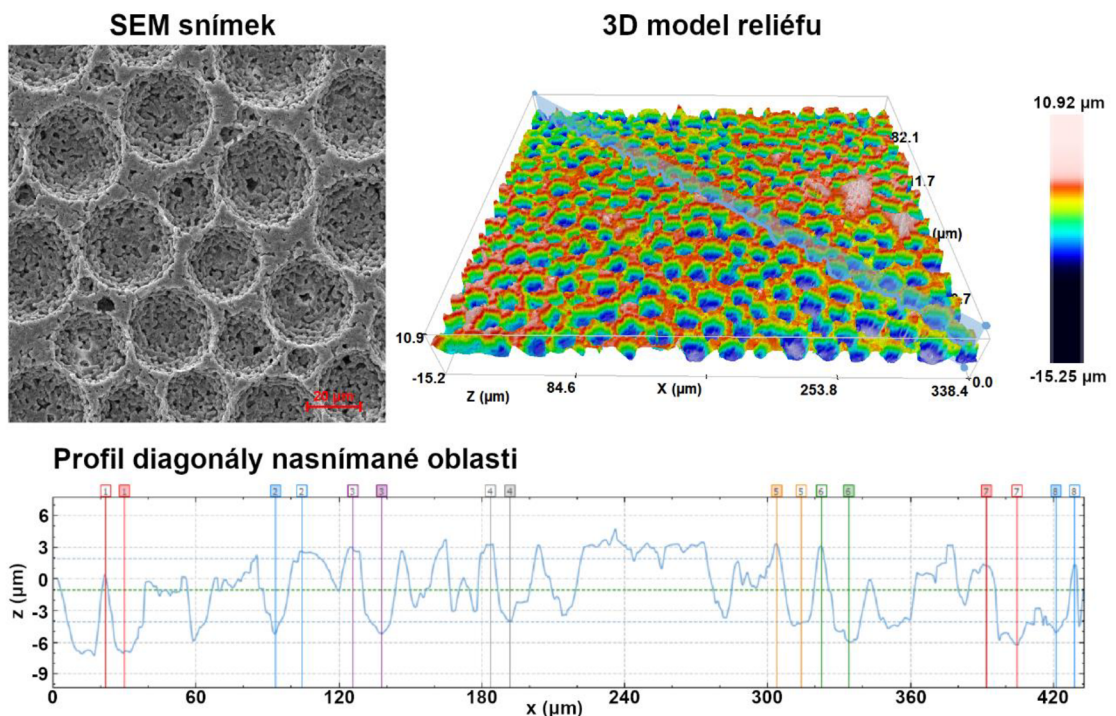 SEM snímek
3D model reliéfu
10.92 µm
82.1
1.7
(µm)
.7
10.9
-15.2
Z (µm)
84.6
X (µm)
253.8
338.4
0.0
-15.25 µm
20 µm
Profil diagonály nasnímané oblasti
1 1 2 2 3 3 4 4 5 5 6 6 7 7 8 8
6
3
0
-3
-6
-9
z (µm)
0 60 120 180 240 300 360 420
x (µm)